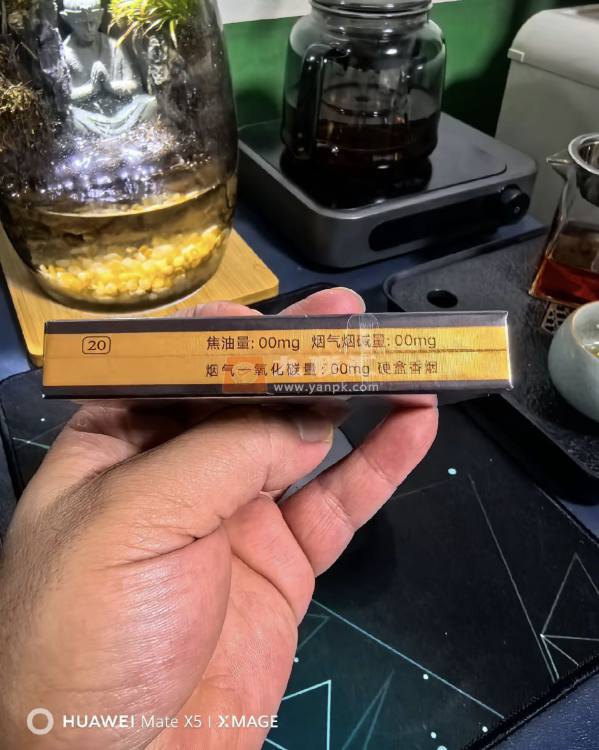 20
焦油量:00mg 烟气烟碱量:00mg
烟气一氧化碳量:00mg 硬盒香烟
www.yanpk.com
HUAWEI Mate X5 | XMAGE